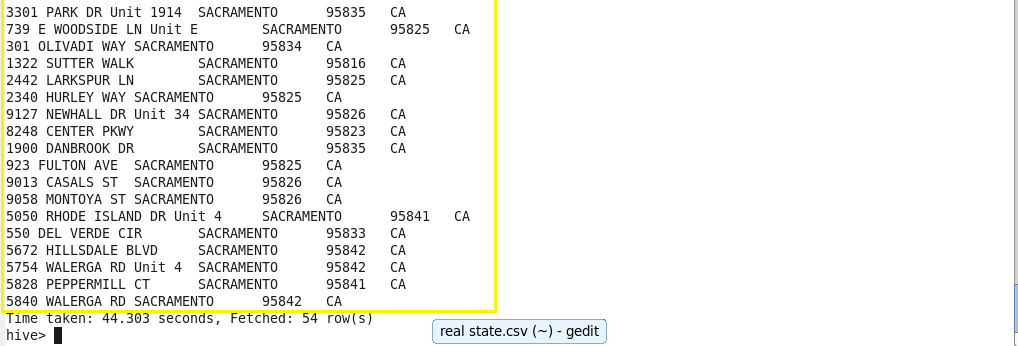 3301 PARK DR Unit 1914	SACRAMENTO	95835	CA
739 E WOODSIDE LN Unit E	SACRAMENTO	95825	CA
301 OLIVADI WAY	SACRAMENTO	95834	CA
1322 SUTTER WALK	SACRAMENTO	95816	CA
2442 LARKSPUR LN	SACRAMENTO	95825	CA
2340 HURLEY WAY	SACRAMENTO	95825	CA
9127 NEWHALL DR Unit 34	SACRAMENTO	95826	CA
8248 CENTER PKWY	SACRAMENTO	95823	CA
1900 DANBROOK DR	SACRAMENTO	95835	CA
923 FULTON AVE	SACRAMENTO	95825	CA
9013 CASALS ST	SACRAMENTO	95826	CA
9058 MONTOYA ST	SACRAMENTO	95826	CA
5050 RHODE ISLAND DR Unit 4	SACRAMENTO	95841	CA
550 DEL VERDE CIR	SACRAMENTO	95833	CA
5672 HILLSDALE BLVD	SACRAMENTO	95842	CA
5754 WALERGA RD Unit 4	SACRAMENTO	95842	CA
5828 PEPPERMILL CT	SACRAMENTO	95841	CA
5840 WALERGA RD	SACRAMENTO	95842	CA
Time taken: 44.303 seconds, Fetched: 54 row(s)
real state.csv (~) - gedit
hive>